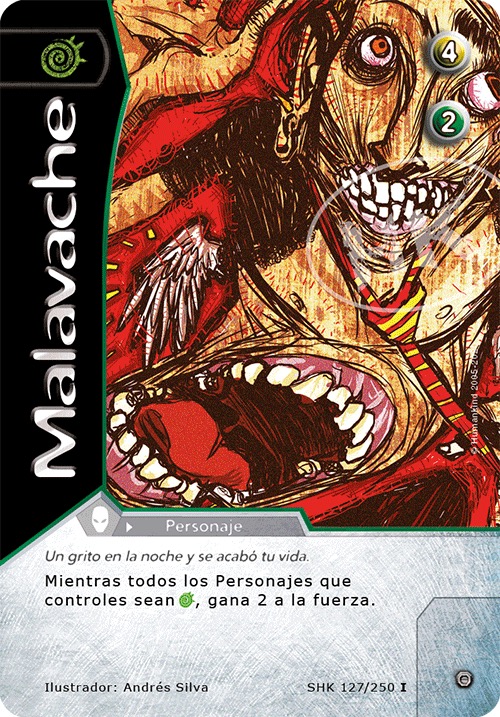 4
2
Malavache
Personaje
Un grito en la noche y se acabó tu vida.
Mientras todos los Personajes que
controles sean , gana 2 a la fuerza.
Ilustrador: Andrés Silva
SHK 127/250 I